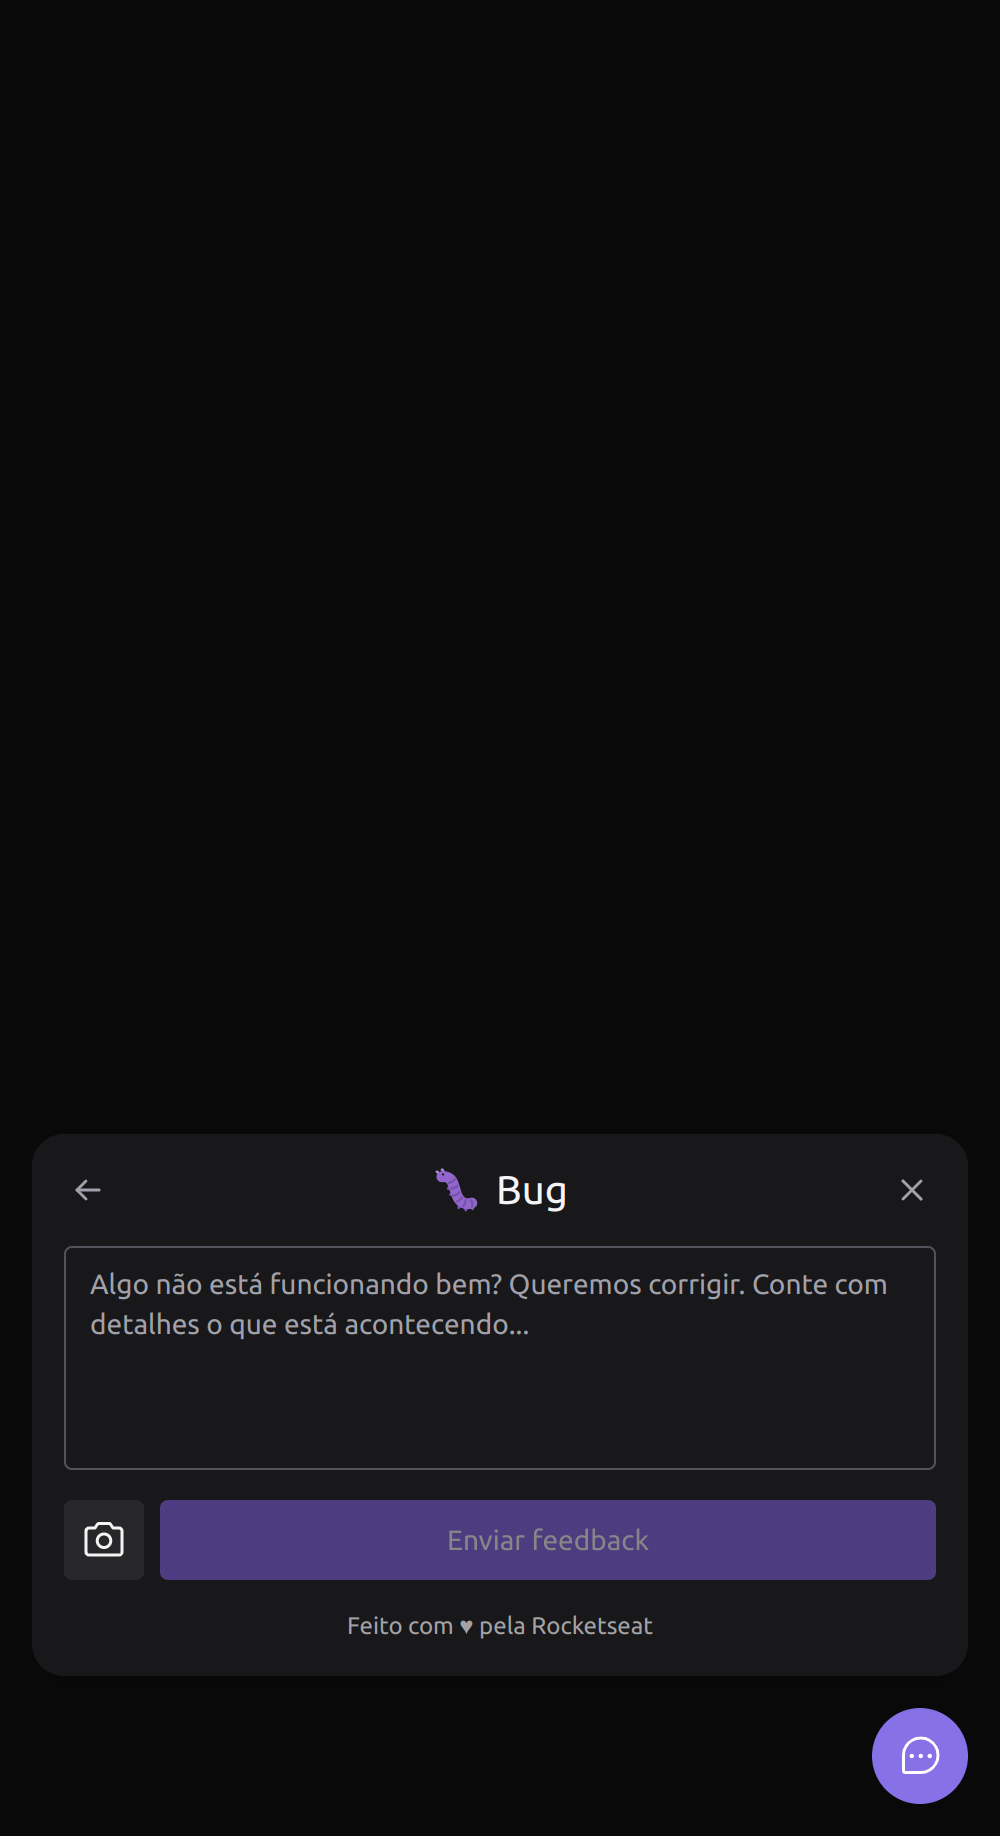 Bug
Algo não está funcionando bem? Queremos corrigir. Conte com
detalhes o que está acontecendo...
Enviar feedback
Feito com ♥ pela Rocketseat